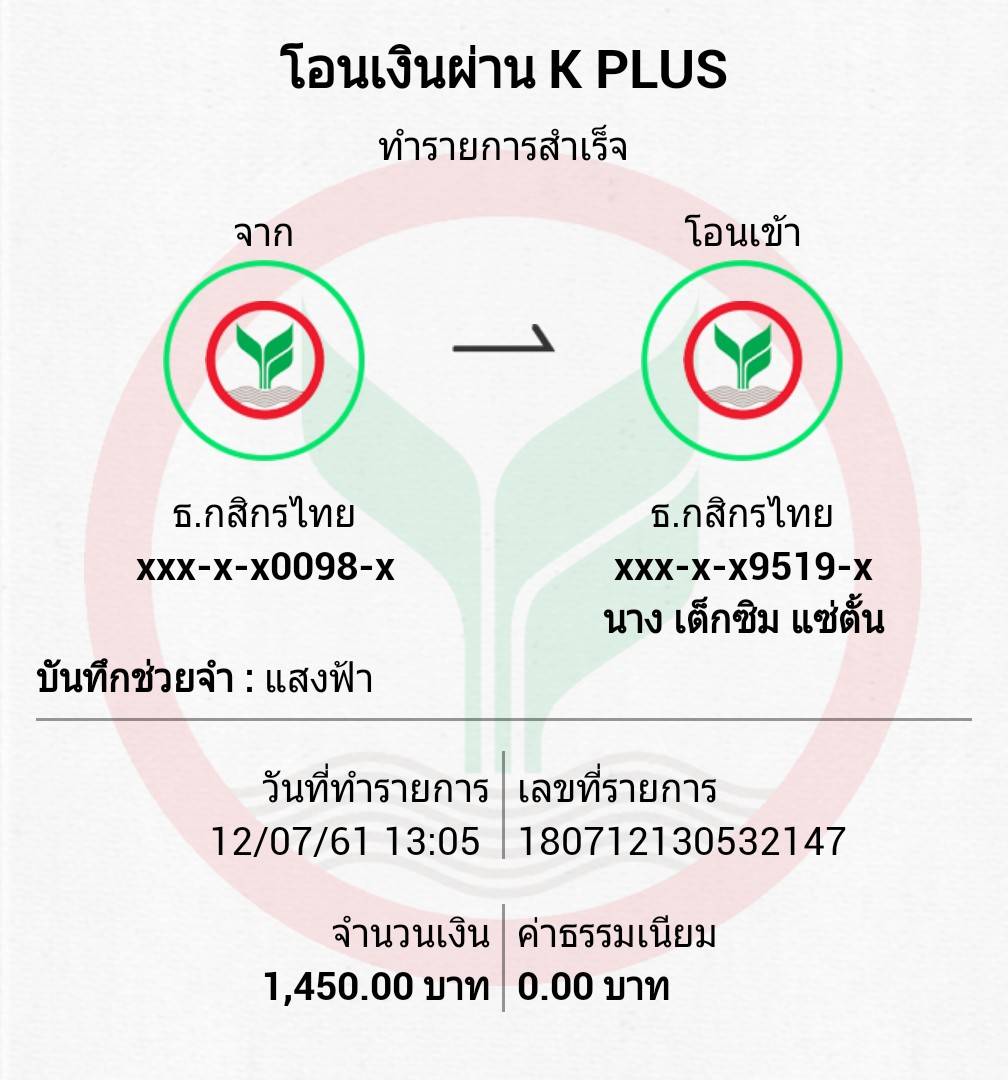 โอนเงินผ่าน K PLUS
ทำรายการสำเร็จ
จาก
โอนเข้า
ธ.กสิกรไทย
xxx-x-x0098-x
ธ.กสิกรไทย
xxx-x-x9519-x
นาง เต็กซิม แซ่ตั้น
บันทึกช่วยจำ : แสงฟ้า
วันที่ทำรายการ
12/07/61 13:05
เลขที่รายการ
180712130532147
จำนวนเงิน
1,450.00 บาท
ค่าธรรมเนียม
0.00 บาท